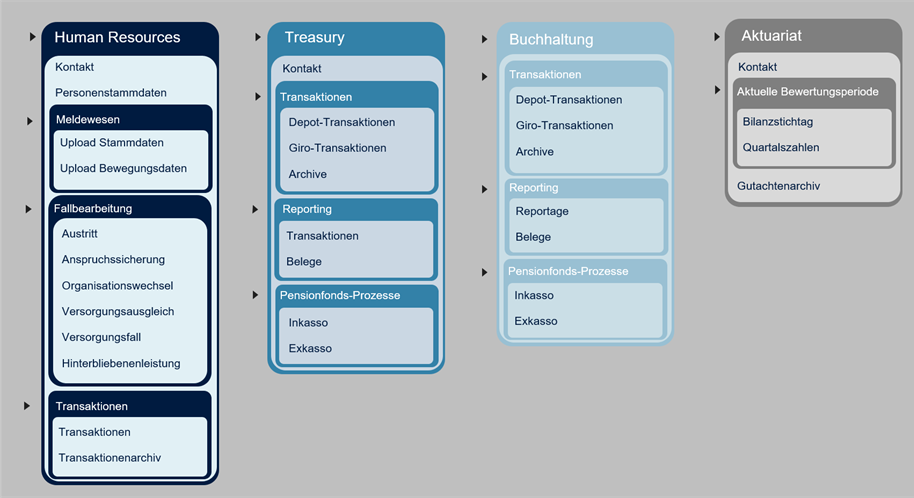 Human Resources
Kontakt
Personenstammdaten
Meldewesen
Upload Stammdaten
Upload Bewegungsdaten
Fallbearbeitung
Austritt
Anspruchssicherung
Organisationswechsel
Versorgungsausgleich
Versorgungsfall
Hinterbliebenenleistung
Transaktionen
Transaktionen
Transaktionenarchiv
Treasury
Kontakt
Transaktionen
Depot-Transaktionen
Giro-Transaktionen
Archive
Reporting
Transaktionen
Belege
Pensionfonds-Prozesse
Inkasso
Exkasso
Buchhaltung
Transaktionen
Depot-Transaktionen
Giro-Transaktionen
Archive
Reporting
Reportage
Belege
Pensionfonds-Prozesse
Inkasso
Exkasso
Aktuariat
Kontakt
Aktuelle Bewertungsperiode
Bilanzstichtag
Quartalszahlen
Gutachtenarchiv